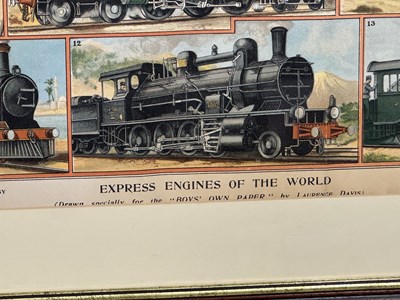 12
13
EXPRESS ENGINES OF THE WORLD
(Drawn specially for the "BOYS' OWN PAPER" by LAURENCE DAVIS)